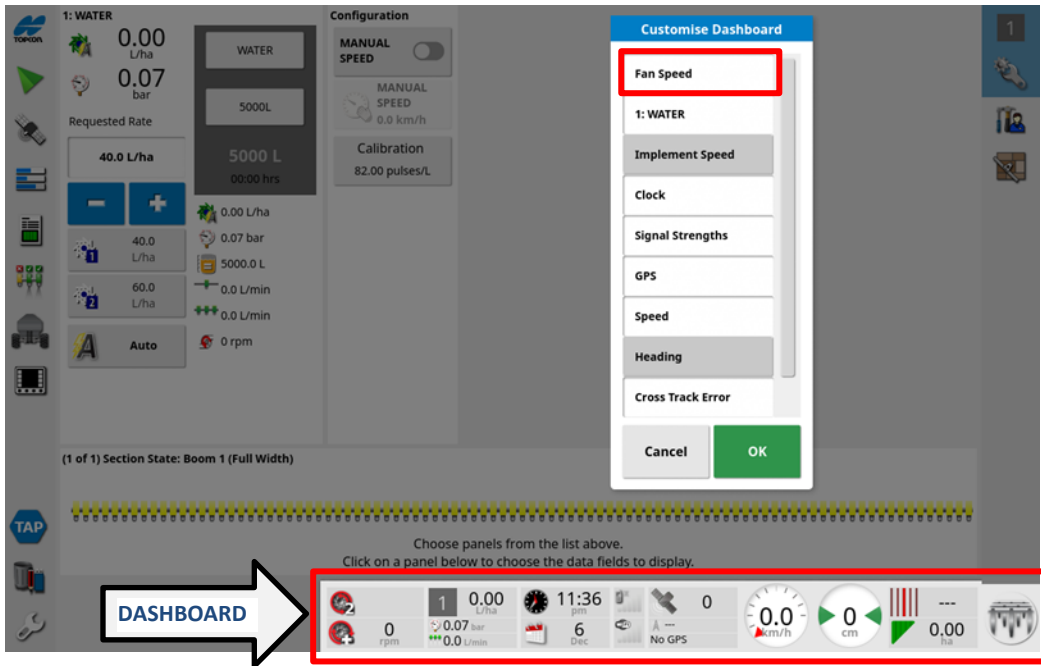 TOPCON
1: WATER
0.00
L/ha
0.07
bar
Requested Rate
40.0 L/ha
1
40.0
L/ha
2
60.0
L/ha
A
Auto
WATER
5000L
5000 L
00:00 hrs
0.00 L/ha
0.07 bar
5000.0 L
0.0 L/min
0.0 L/min
0 rpm
Configuration
MANUAL
SPEED
MANUAL
SPEED
0.0 km/h
Calibration
82.00 pulses/L
Customise Dashboard
Fan Speed
1: WATER
Implement Speed
Clock
Signal Strengths
GPS
Speed
Heading
Cross Track Error
Cancel
OK
1
(1 of 1) Section State: Boom 1 (Full Width)
Choose panels from the list above.
Click on a panel below to choose the data fields to display.
TAP
DASHBOARD
2
0
rpm
1
0.00
L/ha
0.07 bar
0.0 L/min
11:36
pm
6
Dec
0
---
No GPS
0.0
km/h
0
cm
---
0.00
ha